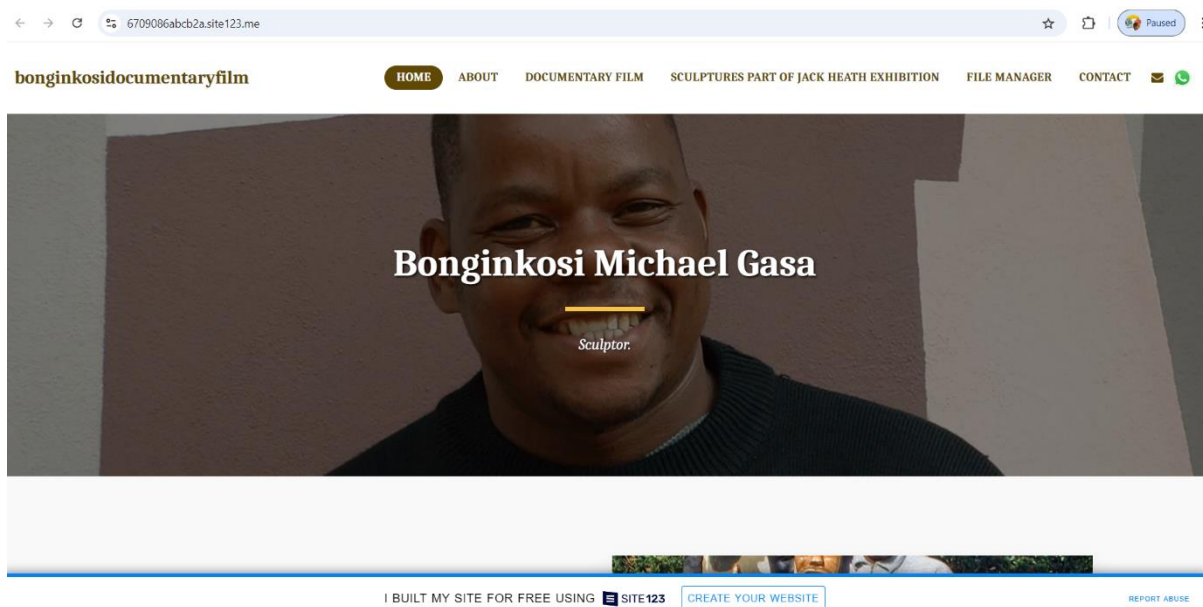 6709086abcb2a.site123.me
Paused
bonginkosidocumentaryfilm
HOME ABOUT DOCUMENTARY FILM SCULPTURES PART OF JACK HEATH EXHIBITION FILE MANAGER CONTACT
Bonginkosi Michael Gasa
Sculptor.
I BUILT MY SITE FOR FREE USING SITE123 CREATE YOUR WEBSITE REPORT ABUSE